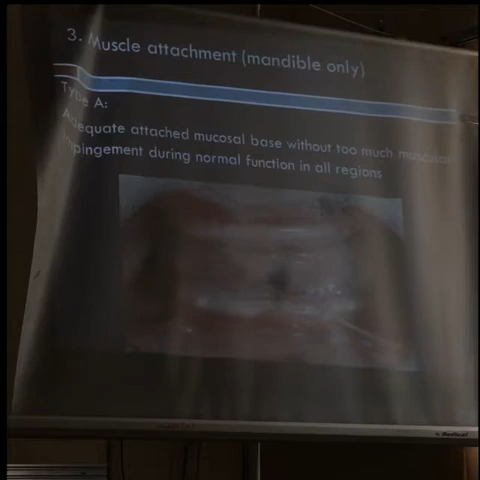 3. Muscle attachment (mandible only)
Type A:
Adequate attached mucosal base without too much muscular
impingement during normal function in all regions